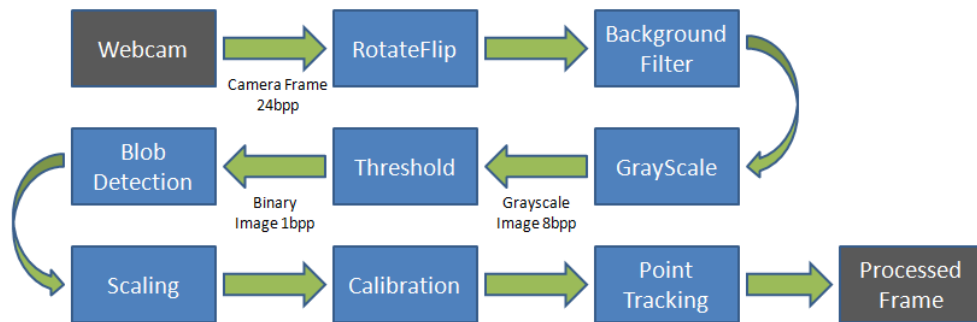 Webcam
Camera Frame
24bpp
RotateFlip
Background
Filter
GrayScale
Grayscale
Image 8bpp
Threshold
Binary
Image 1bpp
Blob
Detection
Scaling
Calibration
Point
Tracking
Processed
Frame